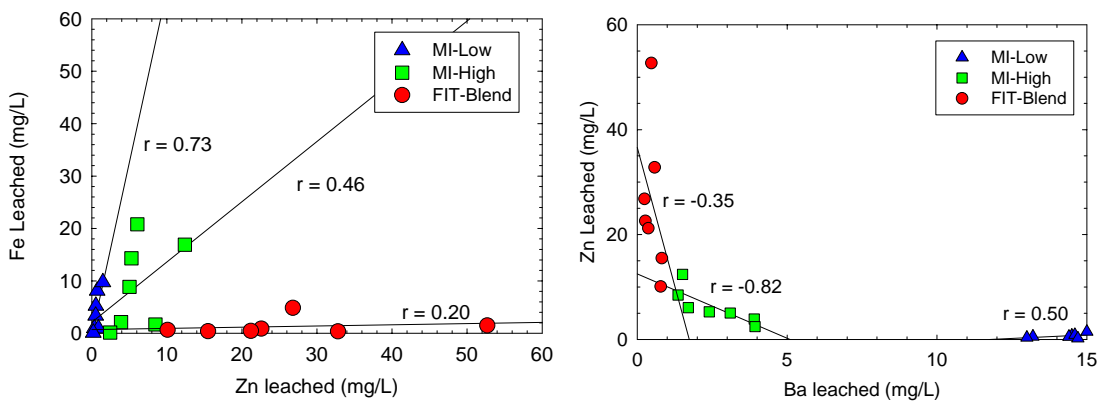 60
50
40
30
20
10
0
Fe Leached (mg/L)
MI-Low
MI-High
FIT-Blend
r = 0.73
r = 0.46
r = 0.20
0 10 20 30 40 50 60
Zn leached (mg/L)
60
40
20
0
Zn Leached (mg/L)
MI-Low
MI-High
FIT-Blend
r = -0.35
r = -0.82
r = 0.50
0 5 10 15
Ba leached (mg/L)